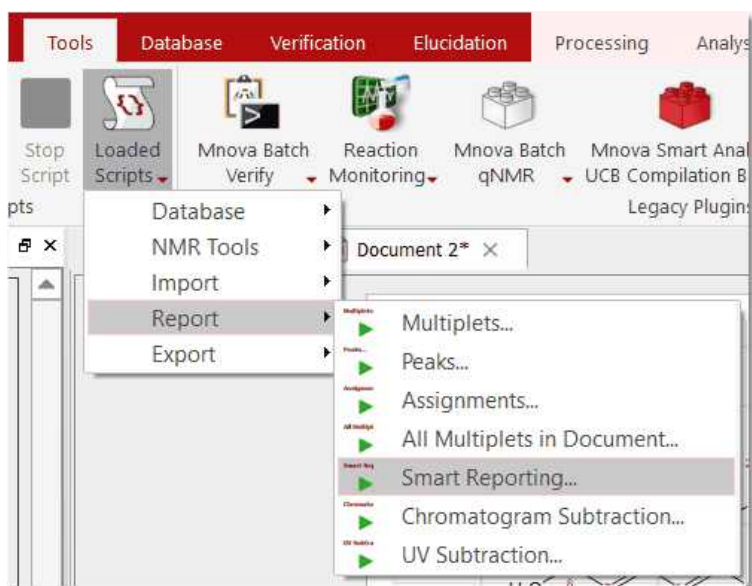 Tools Database Verification Elucidation Processing Analys
Stop Loaded Mnova Batch Reaction Mnova Batch Mnova Smart Anal
Script Scripts Verify Monitoring qNMR UCB Compilation B
pts Legacy Plugins
Database
NMR Tools Document 2*
Import
Report
Export
Multiplets...
Peaks...
Assignments...
All Multiplets in Document...
Smart Reporting...
Chromatogram Subtraction...
UV Subtraction...